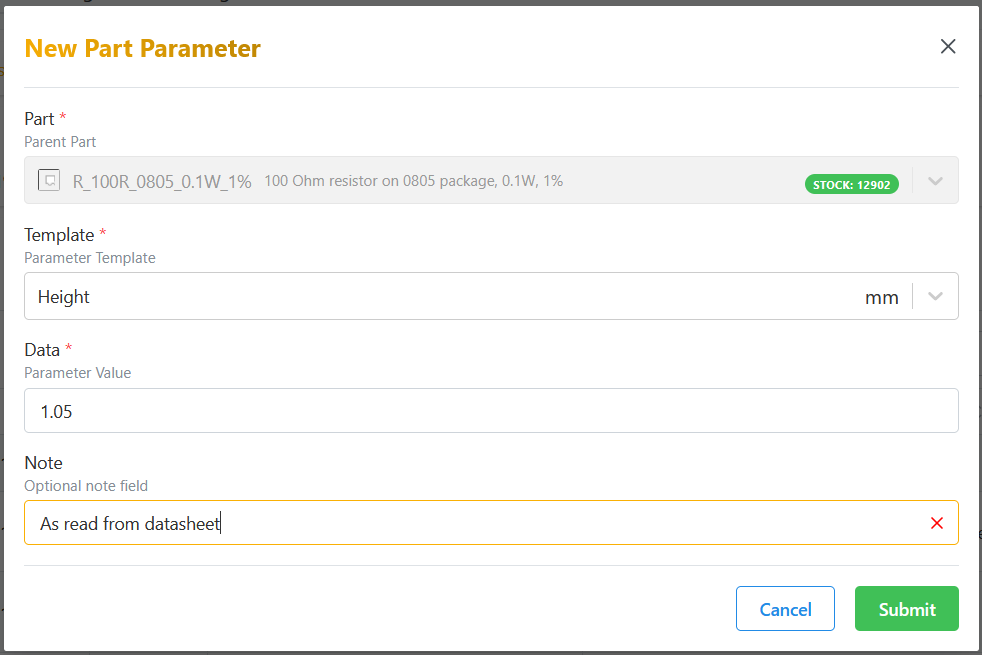 New Part Parameter
Part *
Parent Part
R_100R_0805_0.1W_1% 100 Ohm resistor on 0805 package, 0.1W, 1% STOCK: 12902
Template *
Parameter Template
Height mm
Data *
Parameter Value
1.05
Note
Optional note field
As read from datasheet
Cancel Submit